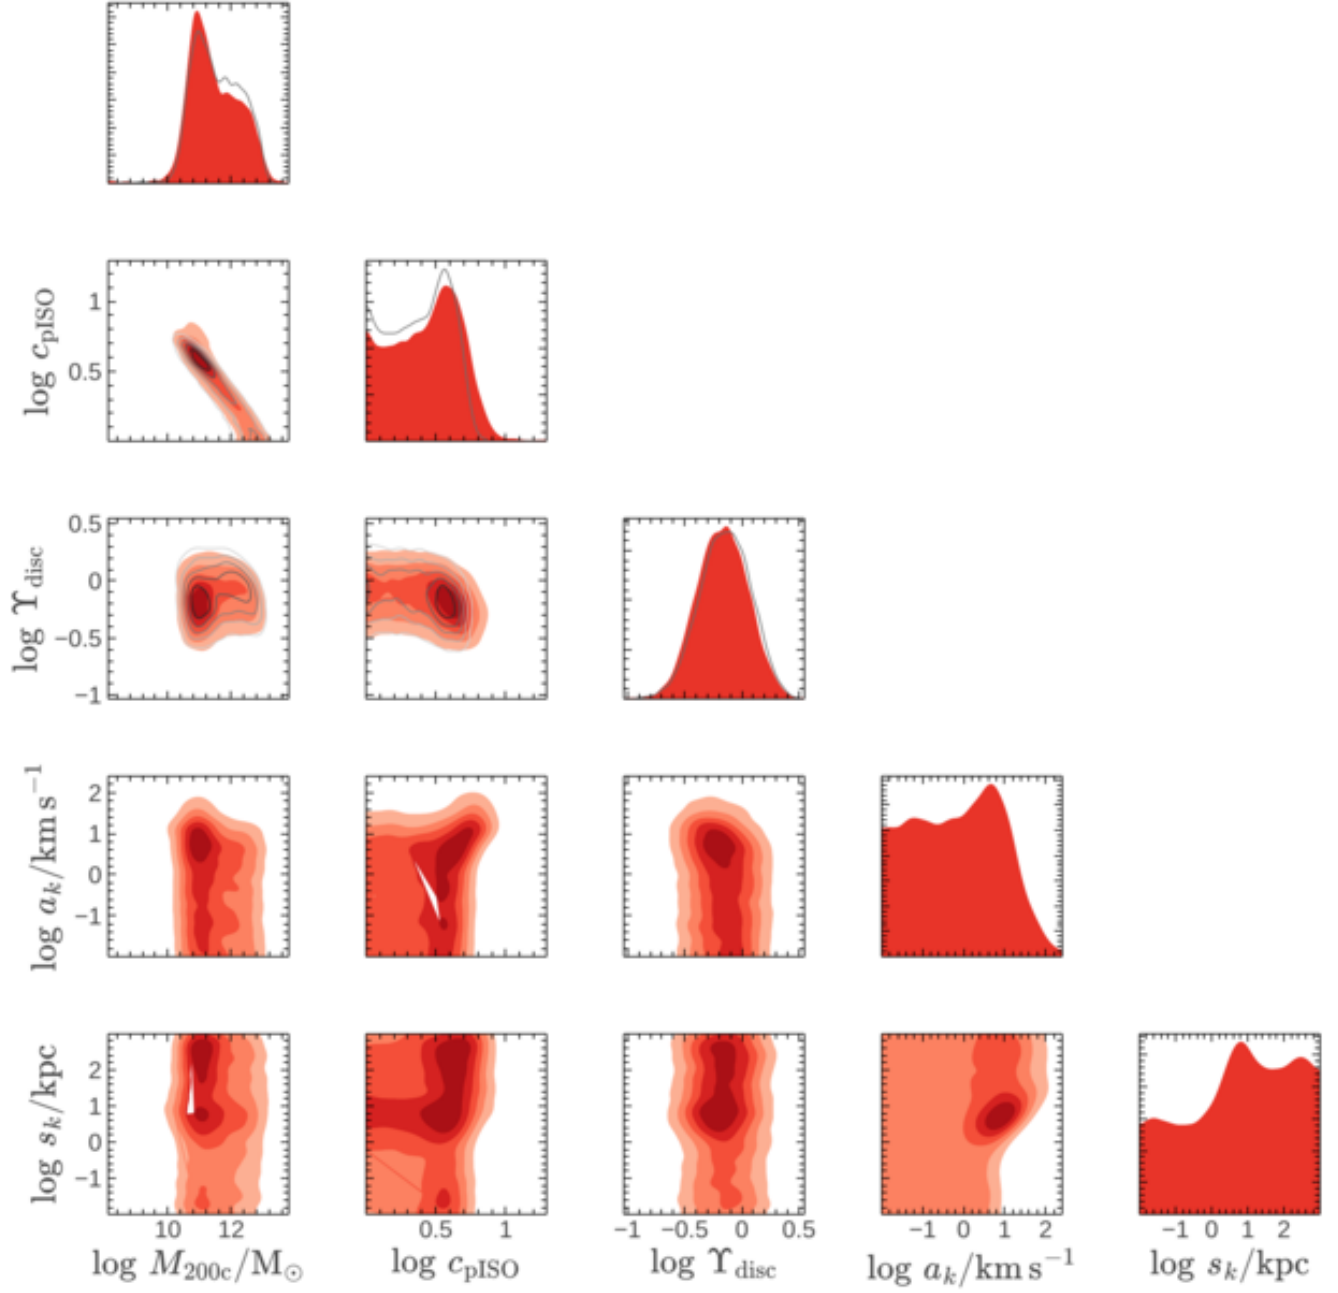 log c_pISO
1
0.5
log ϒ_disc
0.5
0
−0.5
−1
log a_k/km s⁻¹
2
1
0
−1
log s_k/kpc
2
1
0
−1
10 12 0.5 1 −1 −0.5 0 0.5 −1 0 1 2 −1 0 1 2
log M_200c/M_⊙ log c_pISO log ϒ_disc log a_k/km s⁻¹ log s_k/kpc